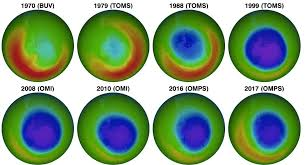 1970 (BUV) 1979 (TOMS) 1988 (TOMS) 1999 (TOMS)
2008 (OMI) 2010 (OMI) 2016 (OMPS) 2017 (OMPS)